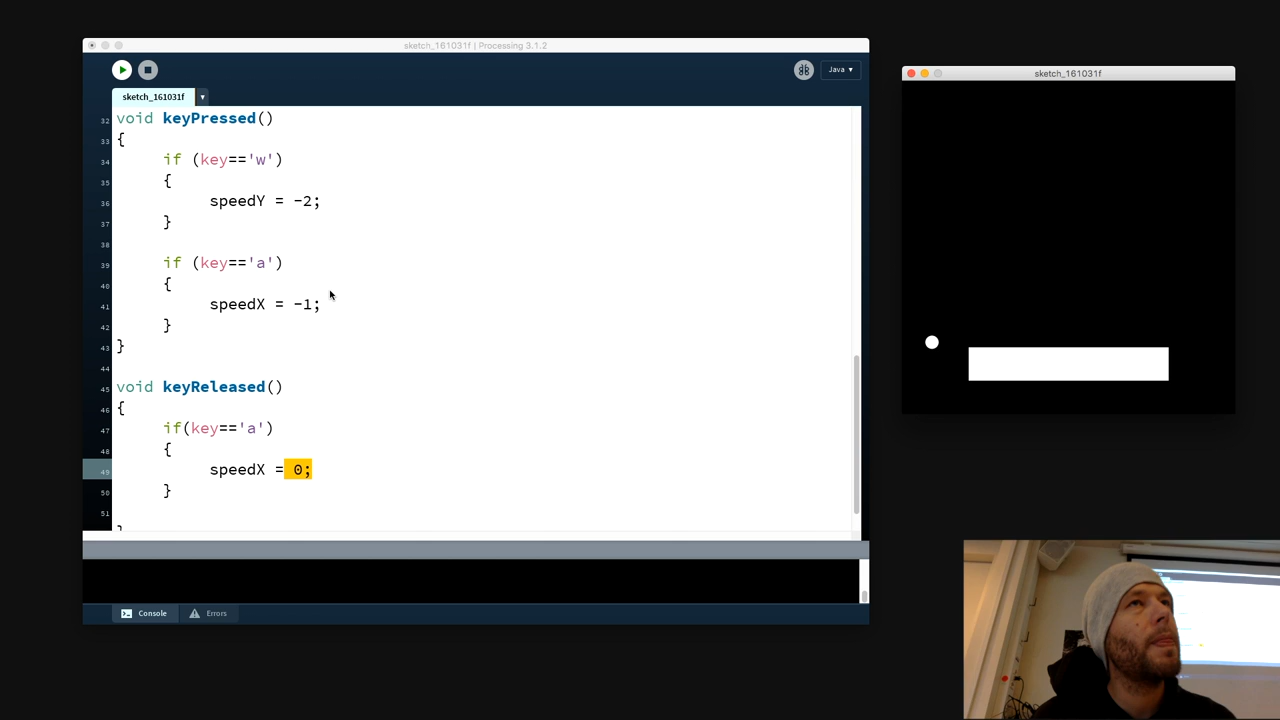 sketch_161031f | Processing 3.1.2
Java ▾
sketch_161031f ▾
32 void keyPressed()
33 {
34 if (key=='w')
35 {
36 speedY = -2;
37 }
38
39 if (key=='a')
40 {
41 speedX = -1;
42 }
43 }
44
45 void keyReleased()
46 {
47 if(key=='a')
48 {
49 speedX = 0;
50 }
51
}
Console Errors
sketch_161031f